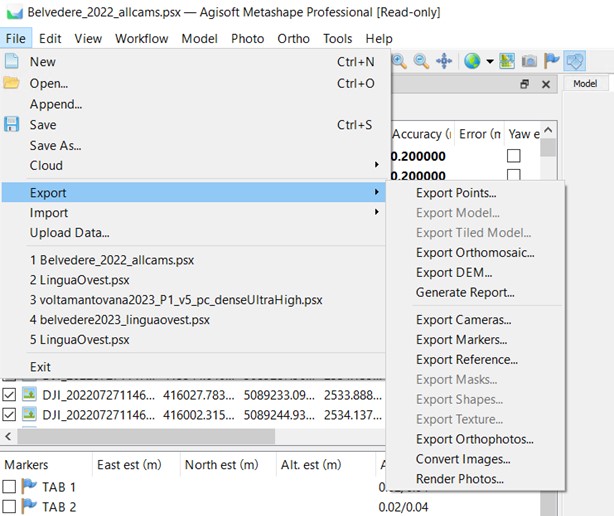 Belvedere_2022_allcams.psx — Agisoft Metashape Professional [Read-only]
File Edit View Workflow Model Photo Ortho Tools Help
New Ctrl+N
Open... Ctrl+O
Append...
Save Ctrl+S
Save As...
Cloud
Export
Import
Upload Data...
1 Belvedere_2022_allcams.psx
2 LinguaOvest.psx
3 voltamantovana2023_P1_v5_pc_denseUltraHigh.psx
4 belvedere2023_linguaovest.psx
5 LinguaOvest.psx
Exit
Model
Accuracy (ı Error (m Yaw e
0.200000
0.200000
Export Points...
Export Model...
Export Tiled Model...
Export Orthomosaic...
Export DEM...
Generate Report...
Export Cameras...
Export Markers...
Export Reference...
Export Masks...
Export Shapes...
Export Texture...
Export Orthophotos...
Convert Images...
Render Photos...
DJI_202207271146... 416027.783... 5089233.09... 2533.888...
DJI_202207271146... 416002.315... 5089244.93... 2534.137...
Markers East est (m) North est (m) Alt. est (m) A
TAB 1 0.02/0.04
TAB 2 0.02/0.04